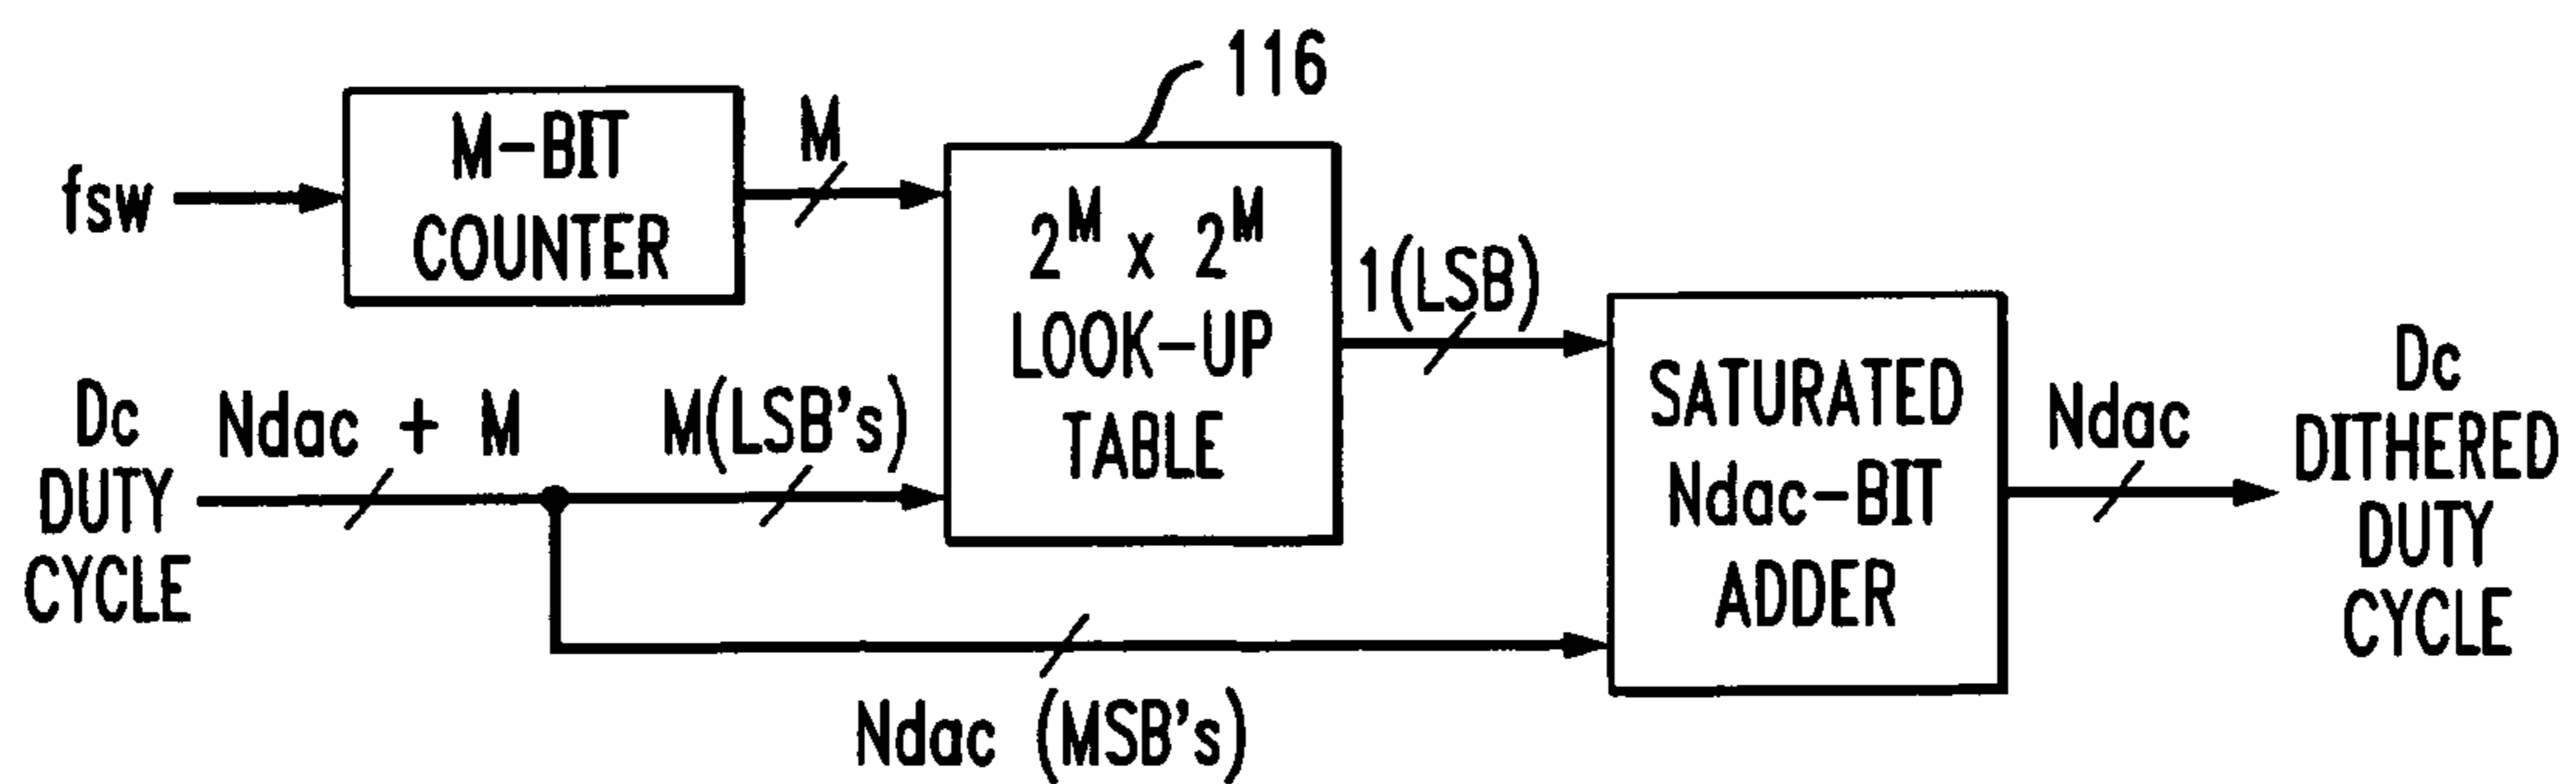 116
fsw
M-BIT
COUNTER
M
2^M x 2^M
LOOK-UP
TABLE
1(LSB)
Dc
DUTY
CYCLE
Ndac + M
M(LSB's)
Ndac (MSB's)
SATURATED
Ndac-BIT
ADDER
Ndac
Dc
DITHERED
DUTY
CYCLE